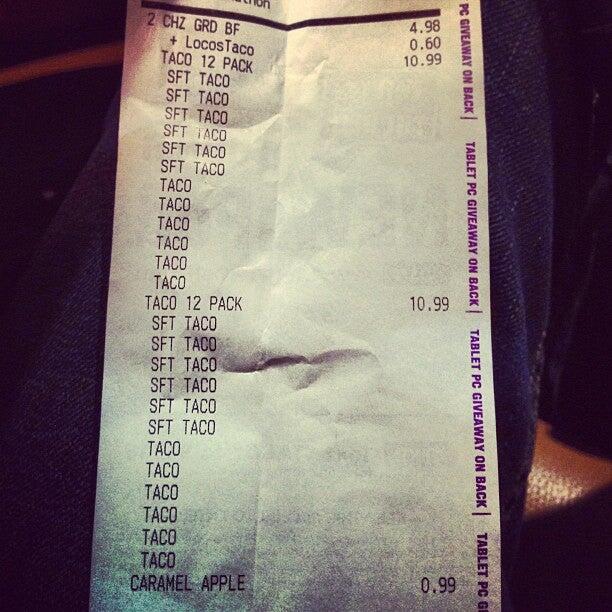 2 CHZ GRD BF 4.98
+ LocosTaco 0.60
TACO 12 PACK 10.99
SFT TACO
SFT TACO
SFT TACO
SFT TACO
SFT TACO
SFT TACO
TACO
TACO
TACO
TACO
TACO
TACO
TACO 12 PACK 10.99
SFT TACO
SFT TACO
SFT TACO
SFT TACO
SFT TACO
SFT TACO
TACO
TACO
TACO
TACO
TACO
TACO
CARAMEL APPLE 0.99
PC GIVEAWAY ON BACK |
TABLET PC GIVEAWAY ON BACK |
TABLET PC GIVEAWAY ON BACK |
TABLET PC G